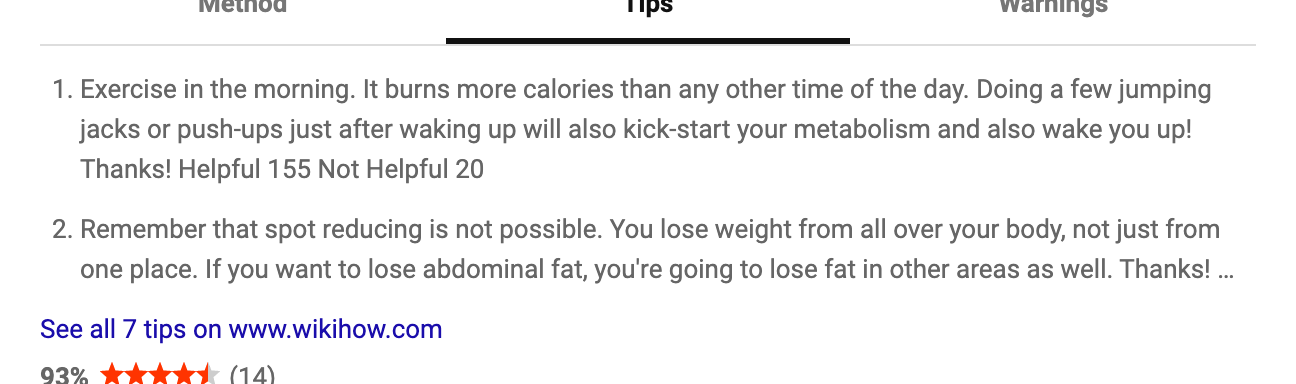 Method Tips Warnings
1. Exercise in the morning. It burns more calories than any other time of the day. Doing a few jumping
jacks or push-ups just after waking up will also kick-start your metabolism and also wake you up!
Thanks! Helpful 155 Not Helpful 20
2. Remember that spot reducing is not possible. You lose weight from all over your body, not just from
one place. If you want to lose abdominal fat, you're going to lose fat in other areas as well. Thanks! ...
See all 7 tips on www.wikihow.com
93% (14)